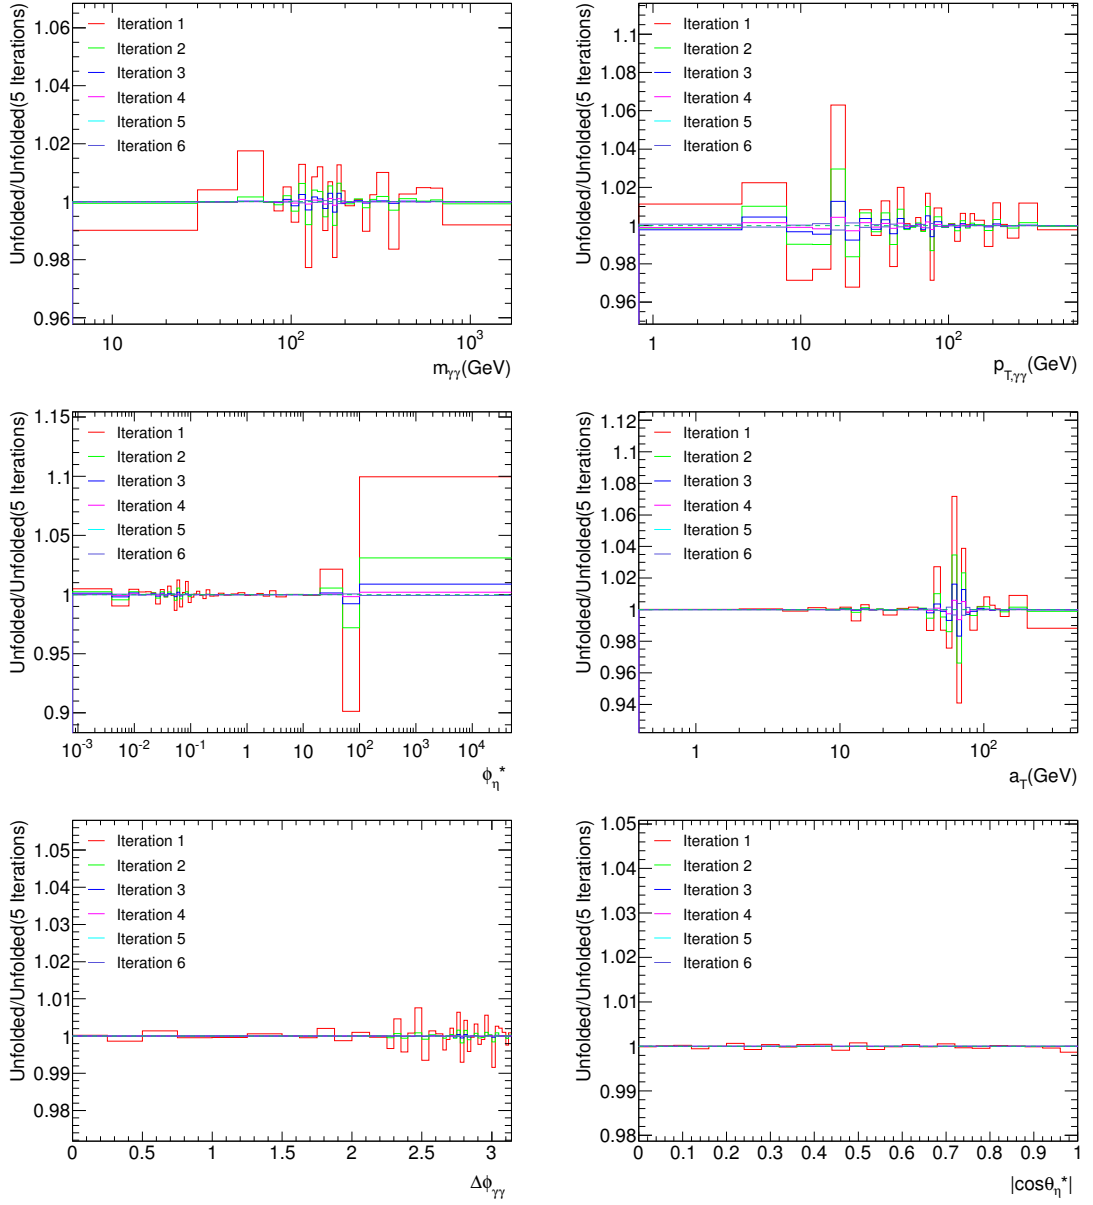 Unfolded/Unfolded(5 Iterations)
1.06
1.04
1.02
1
0.98
0.96
Iteration 1
Iteration 2
Iteration 3
Iteration 4
Iteration 5
Iteration 6
10 10² 10³
m_γγ(GeV)
Unfolded/Unfolded(5 Iterations)
1.1
1.08
1.06
1.04
1.02
1
0.98
0.96
Iteration 1
Iteration 2
Iteration 3
Iteration 4
Iteration 5
Iteration 6
1 10 10²
p_T,γγ(GeV)
Unfolded/Unfolded(5 Iterations)
1.15
1.1
1.05
1
0.95
0.9
Iteration 1
Iteration 2
Iteration 3
Iteration 4
Iteration 5
Iteration 6
10⁻³ 10⁻² 10⁻¹ 1 10 10² 10³ 10⁴
ϕ_η*
Unfolded/Unfolded(5 Iterations)
1.12
1.1
1.08
1.06
1.04
1.02
1
0.98
0.96
0.94
Iteration 1
Iteration 2
Iteration 3
Iteration 4
Iteration 5
Iteration 6
1 10 10²
a_T(GeV)
Unfolded/Unfolded(5 Iterations)
1.05
1.04
1.03
1.02
1.01
1
0.99
0.98
Iteration 1
Iteration 2
Iteration 3
Iteration 4
Iteration 5
Iteration 6
0 0.5 1 1.5 2 2.5 3
Δϕ_γγ
Unfolded/Unfolded(5 Iterations)
1.05
1.04
1.03
1.02
1.01
1
0.99
0.98
Iteration 1
Iteration 2
Iteration 3
Iteration 4
Iteration 5
Iteration 6
0 0.1 0.2 0.3 0.4 0.5 0.6 0.7 0.8 0.9 1
|cosθ_η*|